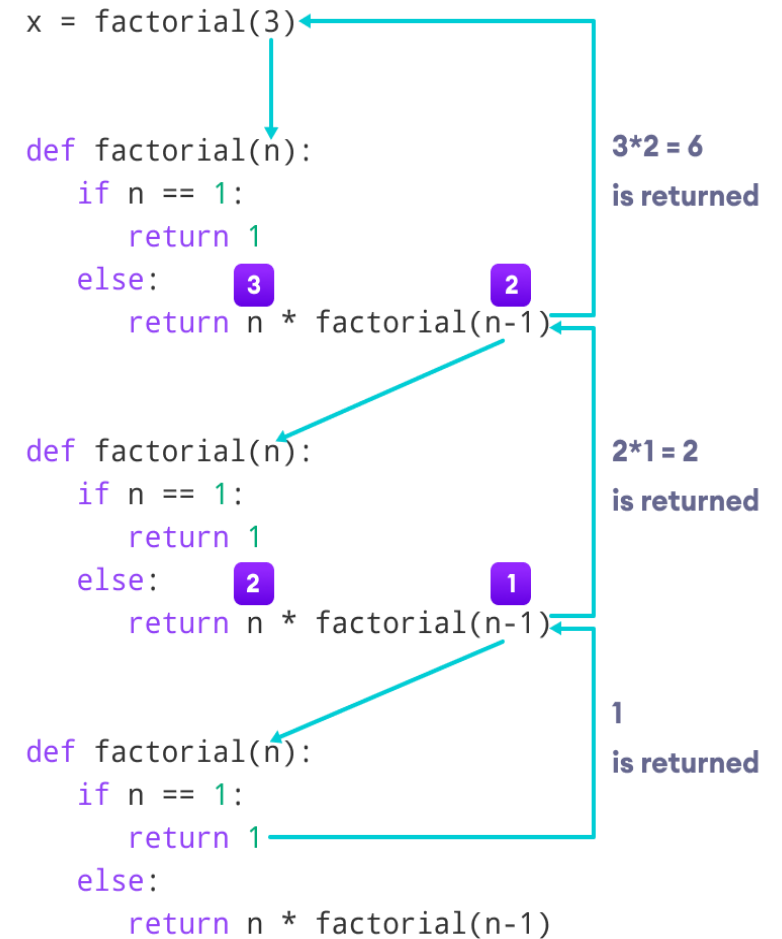 x = factorial(3)
def factorial(n):
   if n == 1:
      return 1
   else:
3 2
      return n * factorial(n-1)
3*2 = 6
is returned
def factorial(n):
   if n == 1:
      return 1
   else:
2 1
      return n * factorial(n-1)
2*1 = 2
is returned
def factorial(n):
   if n == 1:
      return 1
   else:
      return n * factorial(n-1)
1
is returned